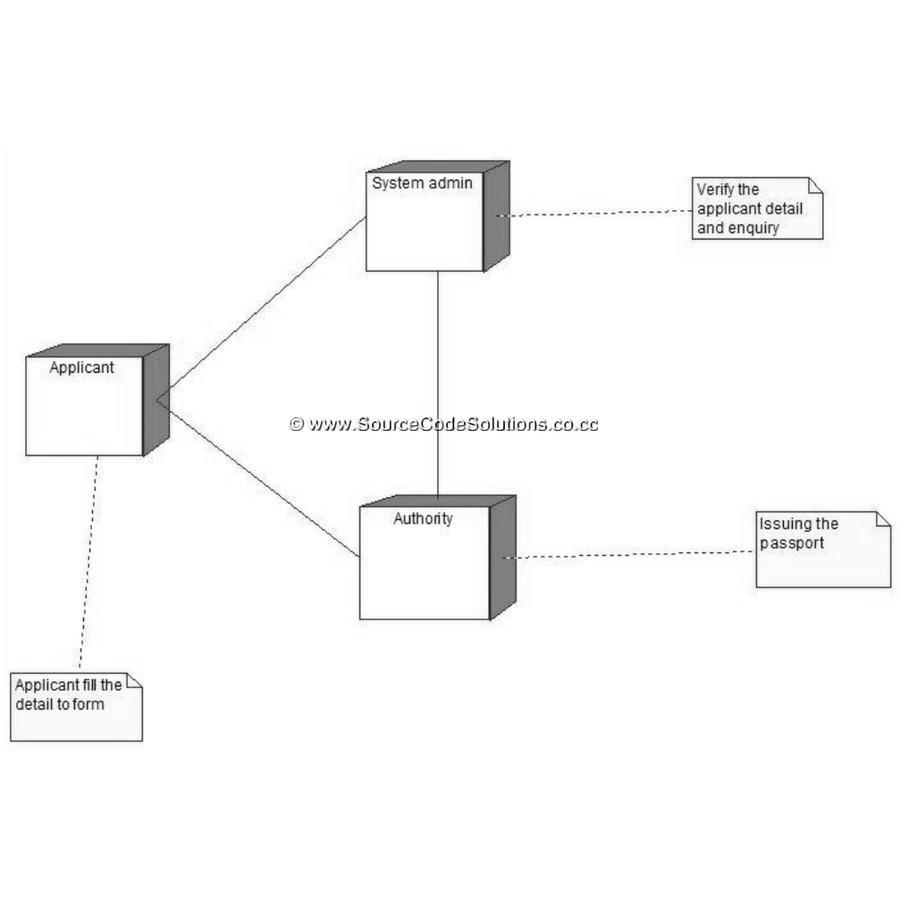 System admin
Verify the
applicant detail
and enquiry
Applicant
© www.SourceCodeSolutions.co.cc
Authority
Issuing the
passport
Applicant fill the
detail to form